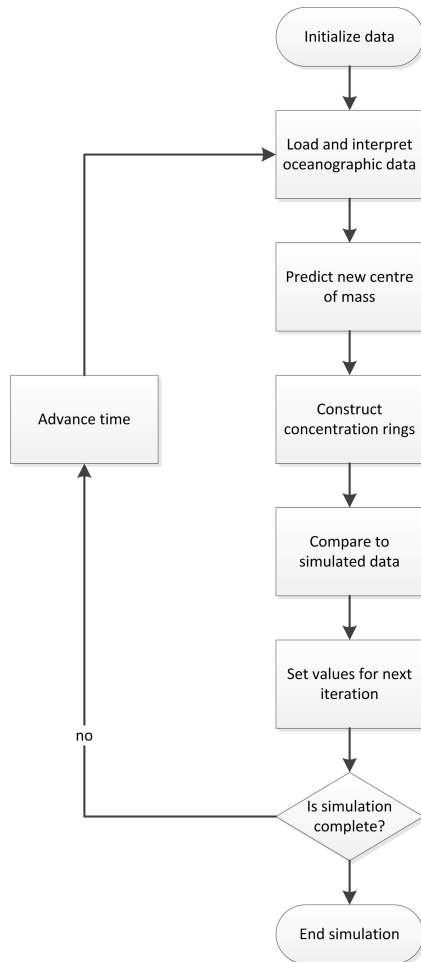 Initialize data
Load and interpret
oceanographic data
Predict new centre
of mass
Construct
concentration rings
Advance time
Compare to
simulated data
Set values for next
iteration
no
Is simulation
complete?
End simulation